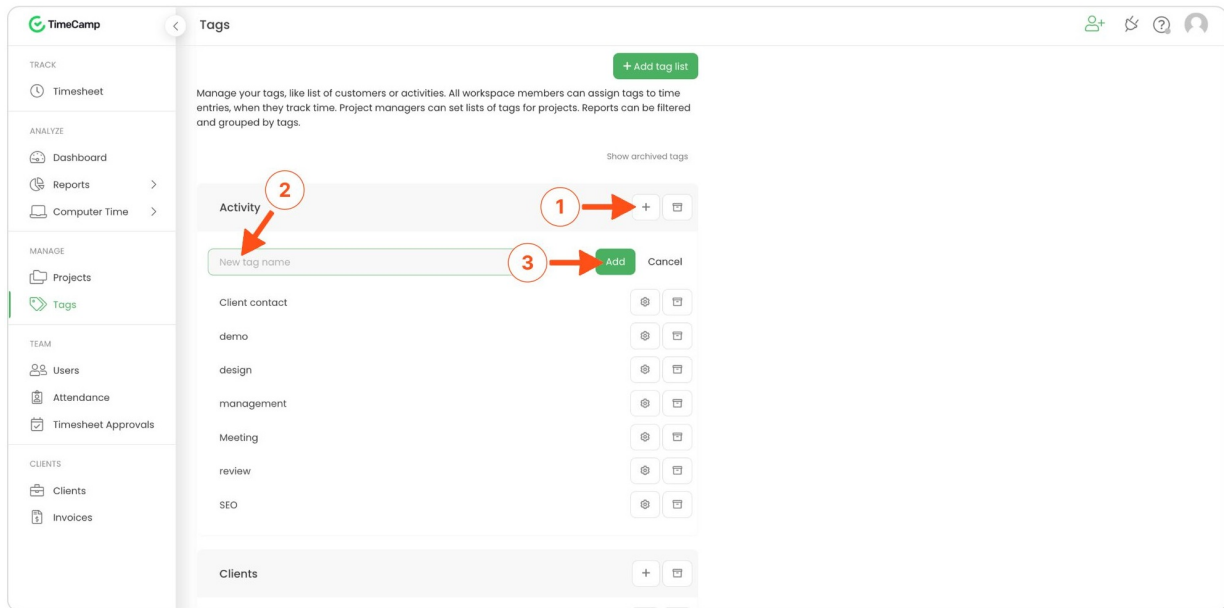 TimeCamp
Tags
TRACK
Timesheet
ANALYZE
Dashboard
Reports
Computer Time
MANAGE
Projects
Tags
TEAM
Users
Attendance
Timesheet Approvals
CLIENTS
Clients
Invoices
+ Add tag list
Manage your tags, like list of customers or activities. All workspace members can assign tags to time
entries, when they track time. Project managers can set lists of tags for projects. Reports can be filtered
and grouped by tags.
Show archived tags
2
Activity
1
+
New tag name
3
Add
Cancel
Client contact
demo
design
management
Meeting
review
SEO
Clients
+